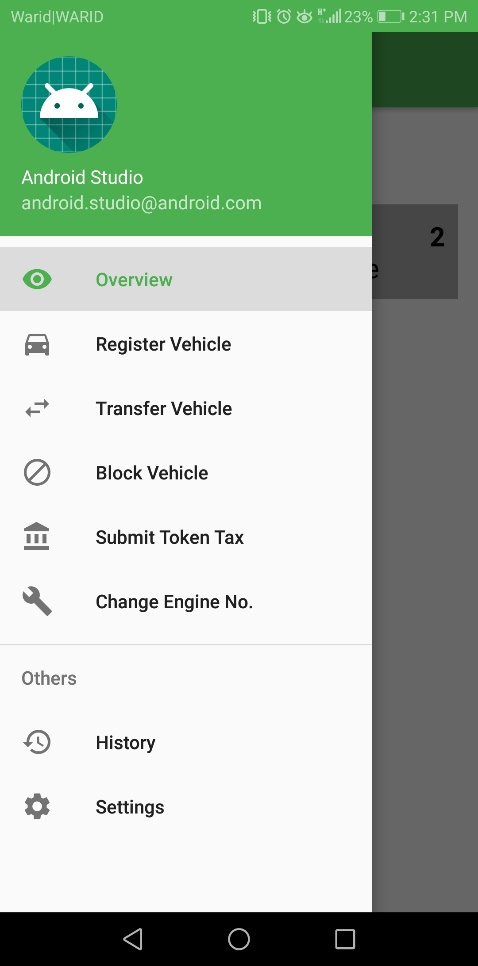 Warid|WARID 23% 2:31 PM
Android Studio
android.studio@android.com
2
e
Overview
Register Vehicle
Transfer Vehicle
Block Vehicle
Submit Token Tax
Change Engine No.
Others
History
Settings